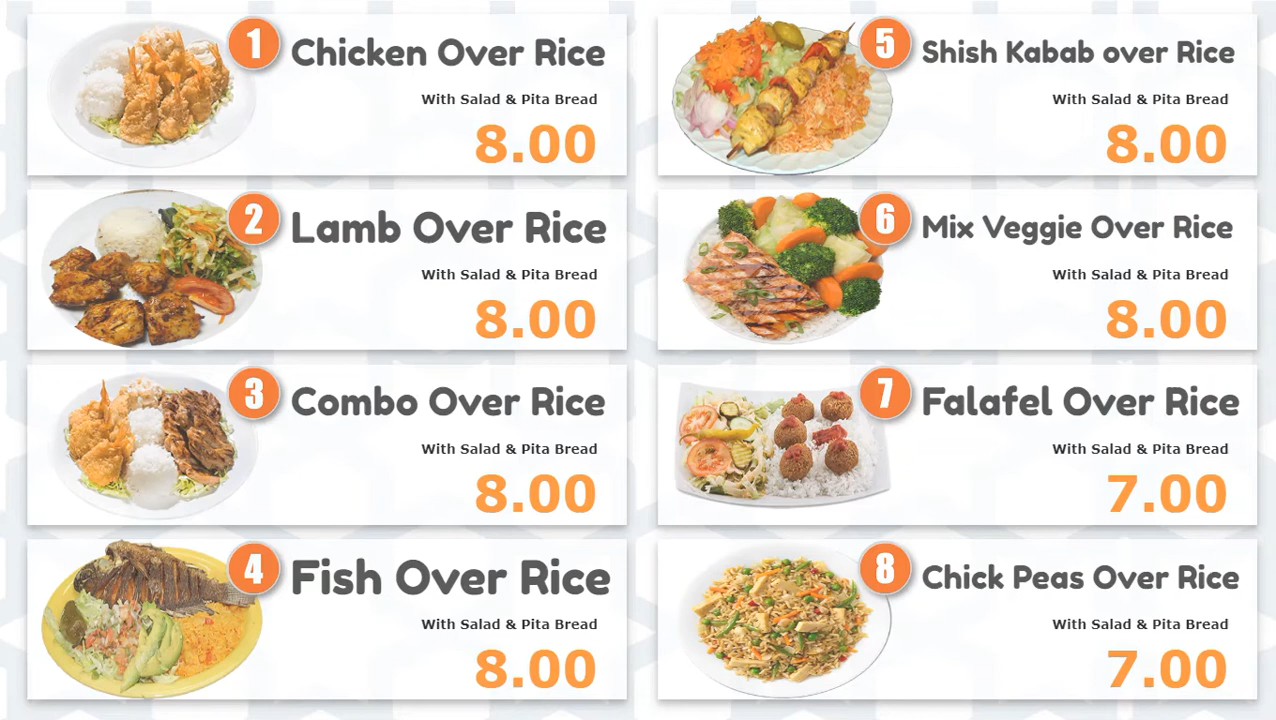 1
Chicken Over Rice
With Salad & Pita Bread
8.00
2
Lamb Over Rice
With Salad & Pita Bread
8.00
3
Combo Over Rice
With Salad & Pita Bread
8.00
4
Fish Over Rice
With Salad & Pita Bread
8.00
5
Shish Kabab over Rice
With Salad & Pita Bread
8.00
6
Mix Veggie Over Rice
With Salad & Pita Bread
8.00
7
Falafel Over Rice
With Salad & Pita Bread
7.00
8
Chick Peas Over Rice
With Salad & Pita Bread
7.00